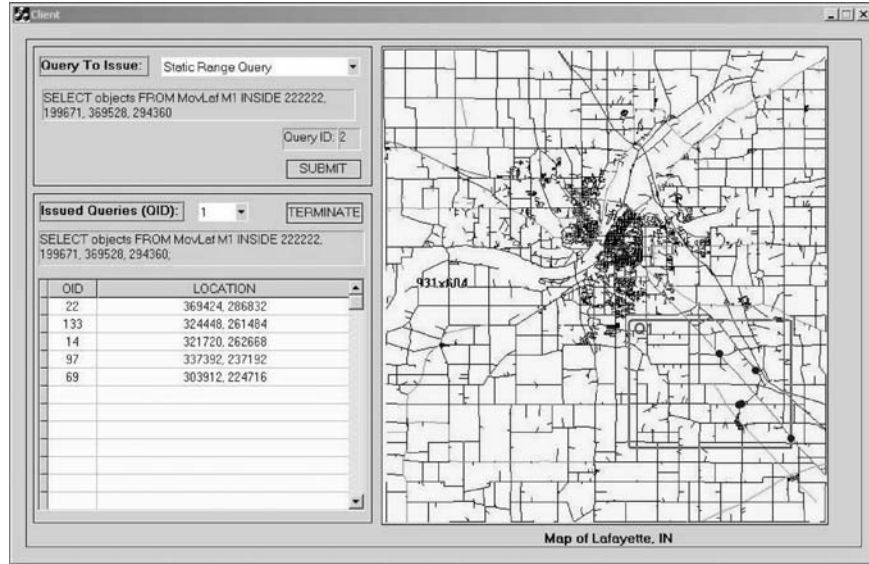 Client
Query To Issue: Static Range Query
SELECT objects FROM MovLaf M1 INSIDE 222222,
199671, 369528, 294360
Query ID: 2
SUBMIT
Issued Queries (QID): 1 TERMINATE
SELECT objects FROM MovLaf M1 INSIDE 222222,
199671, 369528, 294360;
OID LOCATION
22 369424, 286832
133 324448, 261484
14 321720, 262668
97 337392, 237192
69 303912, 224716
931x604
Q1
Map of Lafayette, IN